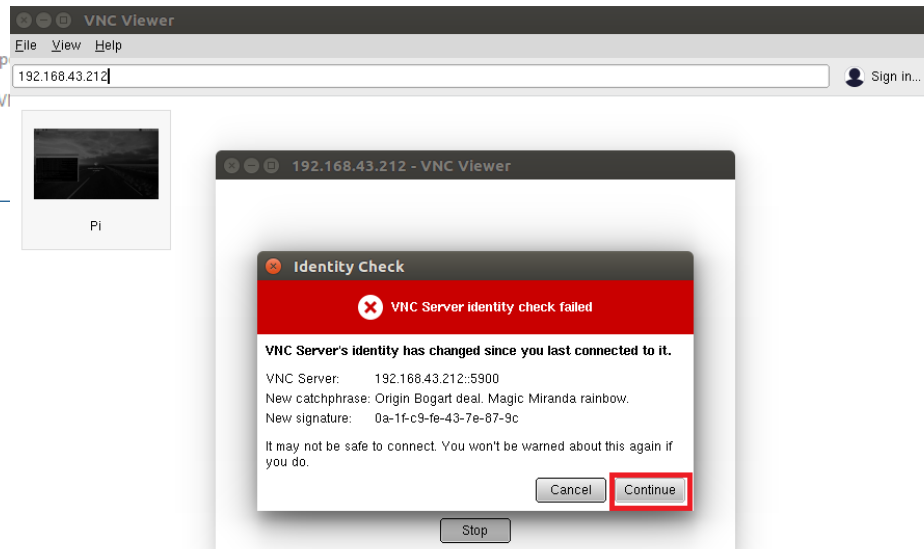 VNC Viewer
File View Help
192.168.43.212
Sign in...
Pi
192.168.43.212 - VNC Viewer
Identity Check
VNC Server identity check failed
VNC Server's identity has changed since you last connected to it.
VNC Server: 192.168.43.212::5900
New catchphrase: Origin Bogart deal. Magic Miranda rainbow.
New signature: 0a-1f-c9-fe-43-7e-87-9c
It may not be safe to connect. You won't be warned about this again if
you do.
Cancel Continue
Stop